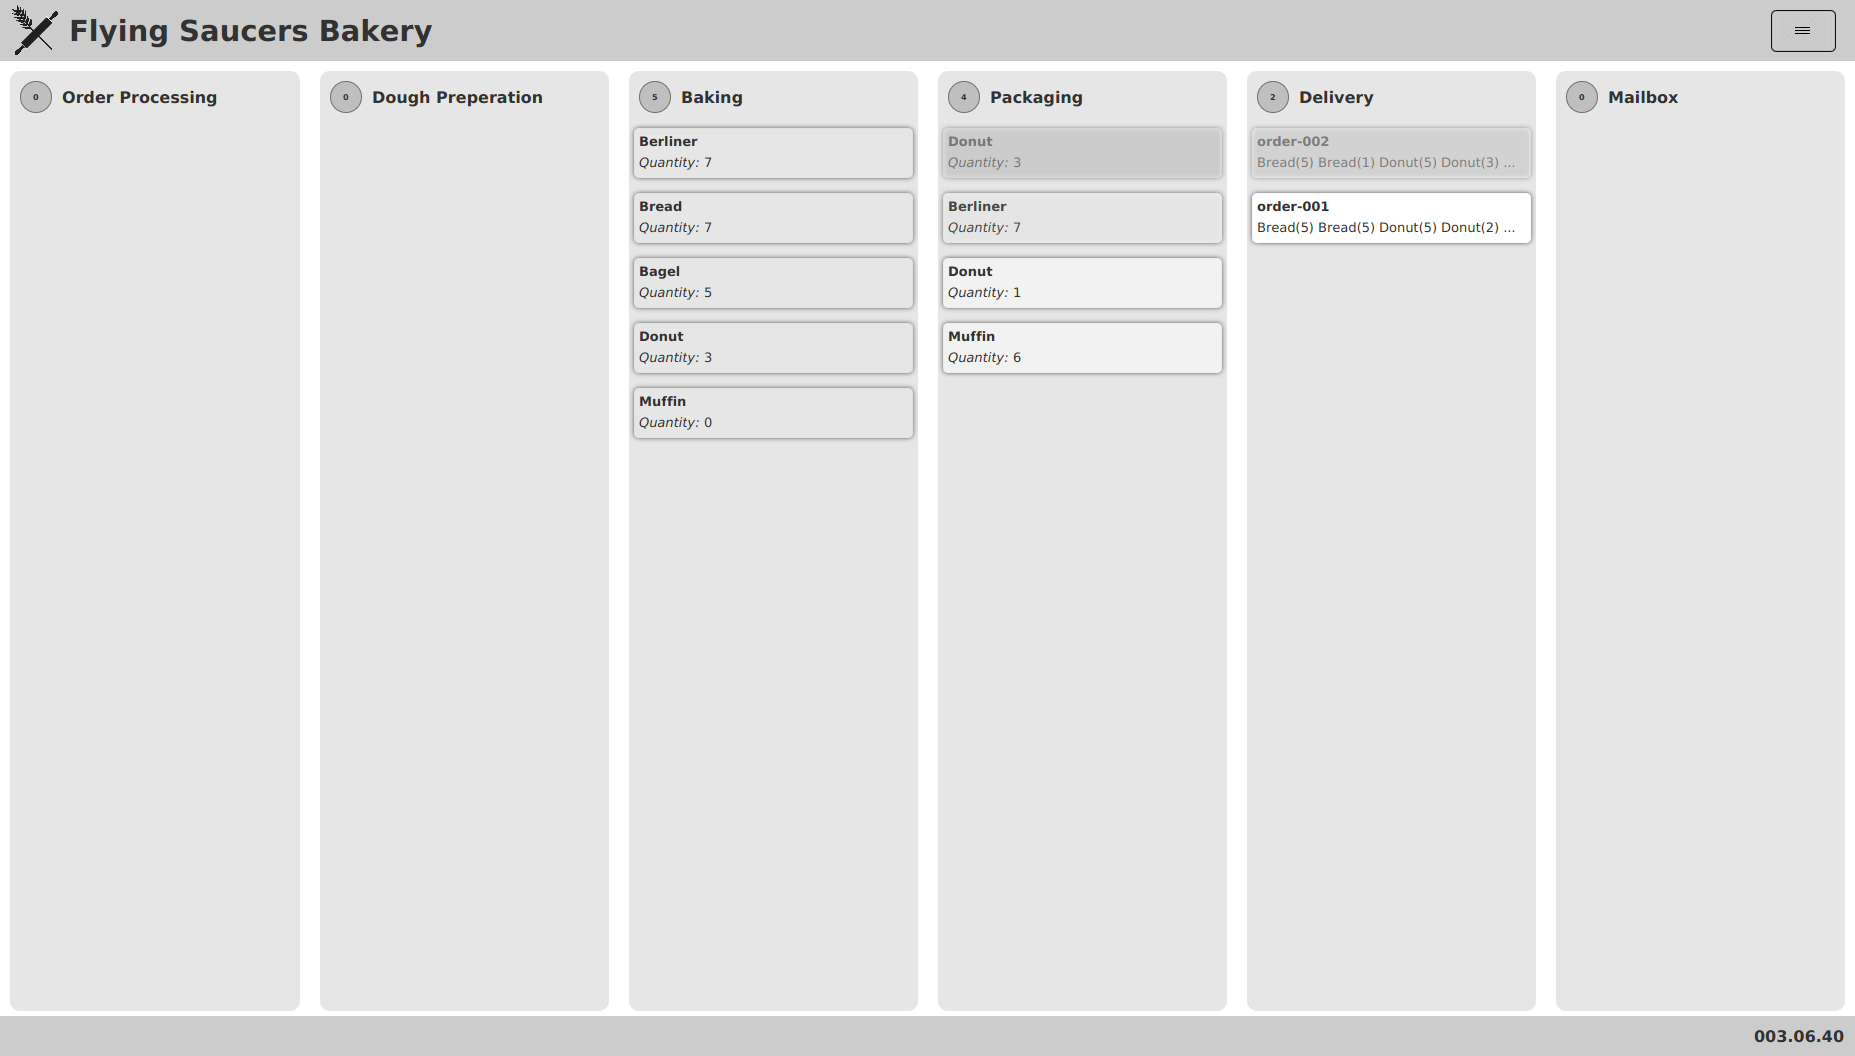 Flying Saucers Bakery
0 Order Processing
0 Dough Preperation
5 Baking
Berliner
Quantity: 7
Bread
Quantity: 7
Bagel
Quantity: 5
Donut
Quantity: 3
Muffin
Quantity: 0
4 Packaging
Donut
Quantity: 3
Berliner
Quantity: 7
Donut
Quantity: 1
Muffin
Quantity: 6
2 Delivery
order-002
Bread(5) Bread(1) Donut(5) Donut(3) ...
order-001
Bread(5) Bread(5) Donut(5) Donut(2) ...
0 Mailbox
003.06.40